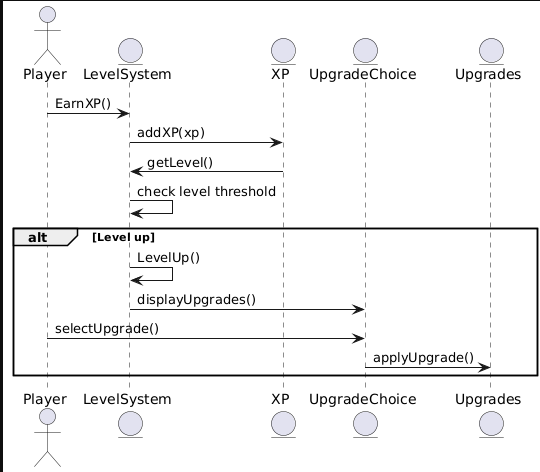 Player LevelSystem XP UpgradeChoice Upgrades
EarnXP()
addXP(xp)
getLevel()
check level threshold
alt [Level up]
LevelUp()
displayUpgrades()
selectUpgrade()
applyUpgrade()
Player LevelSystem XP UpgradeChoice Upgrades